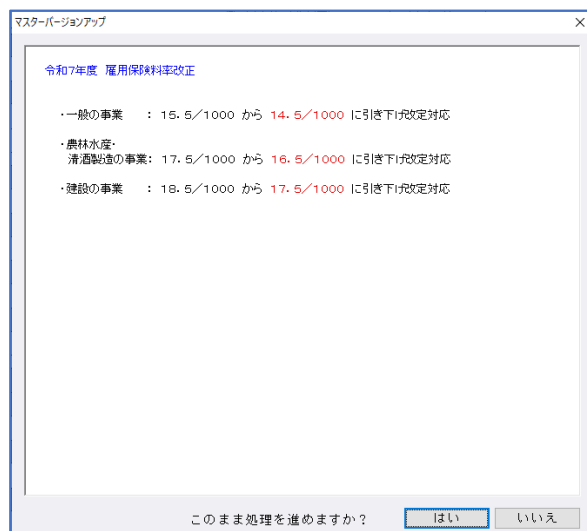 マスターバージョンアップ
令和7年度 雇用保険料率改正
・一般の事業 : 15.5/1000 から 14.5/1000 に引き下げ改定対応
・農林水産・
清酒製造の事業: 17.5/1000 から 16.5/1000 に引き下げ改定対応
・建設の事業 : 18.5/1000 から 17.5/1000 に引き下げ改定対応
このまま処理を進めますか?
はい
いいえ